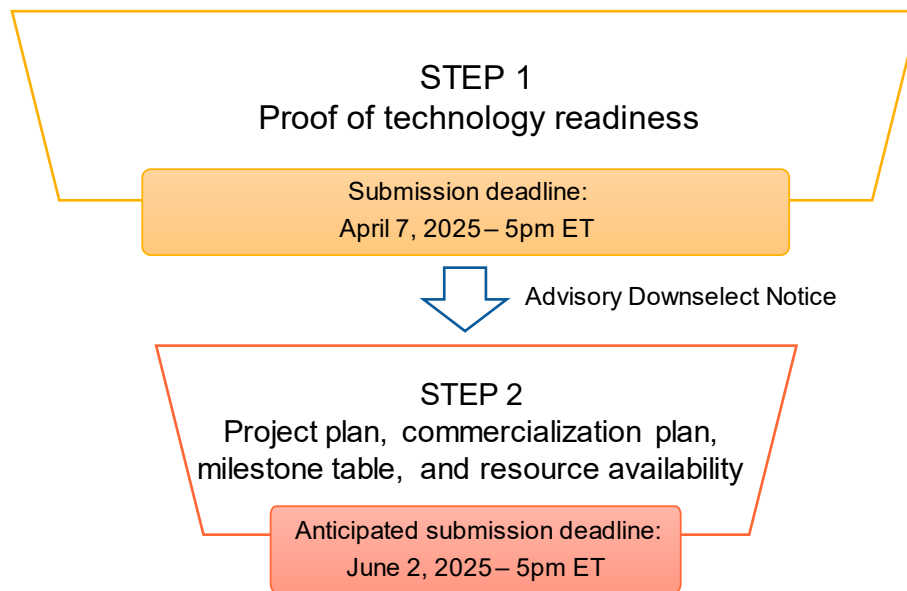 STEP 1
Proof of technology readiness
Submission deadline:
April 7, 2025 – 5pm ET
Advisory Downselect Notice
STEP 2
Project plan, commercialization plan,
milestone table, and resource availability
Anticipated submission deadline:
June 2, 2025 – 5pm ET